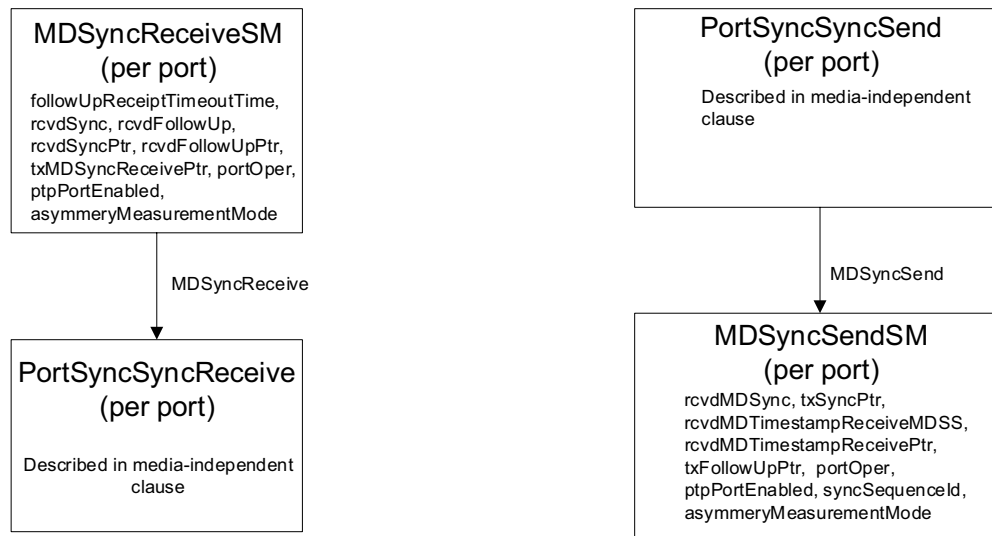 MDSyncReceiveSM
(per port)
followUpReceiptTimeoutTime,
rcvdSync, rcvdFollowUp,
rcvdSyncPtr, rcvdFollowUpPtr,
txMDSyncReceivePtr, portOper,
ptpPortEnabled,
asymmeryMeasurementMode
MDSyncReceive
PortSyncSyncReceive
(per port)
Described in media-independent
clause
PortSyncSyncSend
(per port)
Described in media-independent
clause
MDSyncSend
MDSyncSendSM
(per port)
rcvdMDSync, txSyncPtr,
rcvdMDTimestampReceiveMDSS,
rcvdMDTimestampReceivePtr,
txFollowUpPtr, portOper,
ptpPortEnabled, syncSequenceId,
asymmeryMeasurementMode